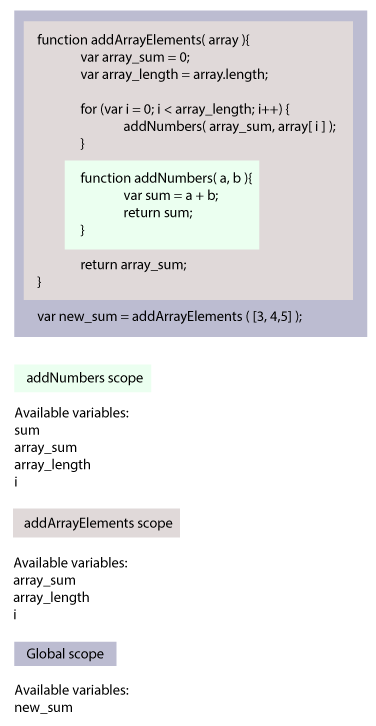 function addArrayElements( array ){
var array_sum = 0;
var array_length = array.length;
for (var i = 0; i < array_length; i++) {
addNumbers( array_sum, array[ i ] );
}
function addNumbers( a, b ){
var sum = a + b;
return sum;
}
return array_sum;
}
var new_sum = addArrayElements ( [3, 4,5] );
addNumbers scope
Available variables:
sum
array_sum
array_length
i
addArrayElements scope
Available variables:
array_sum
array_length
i
Global scope
Available variables:
new_sum